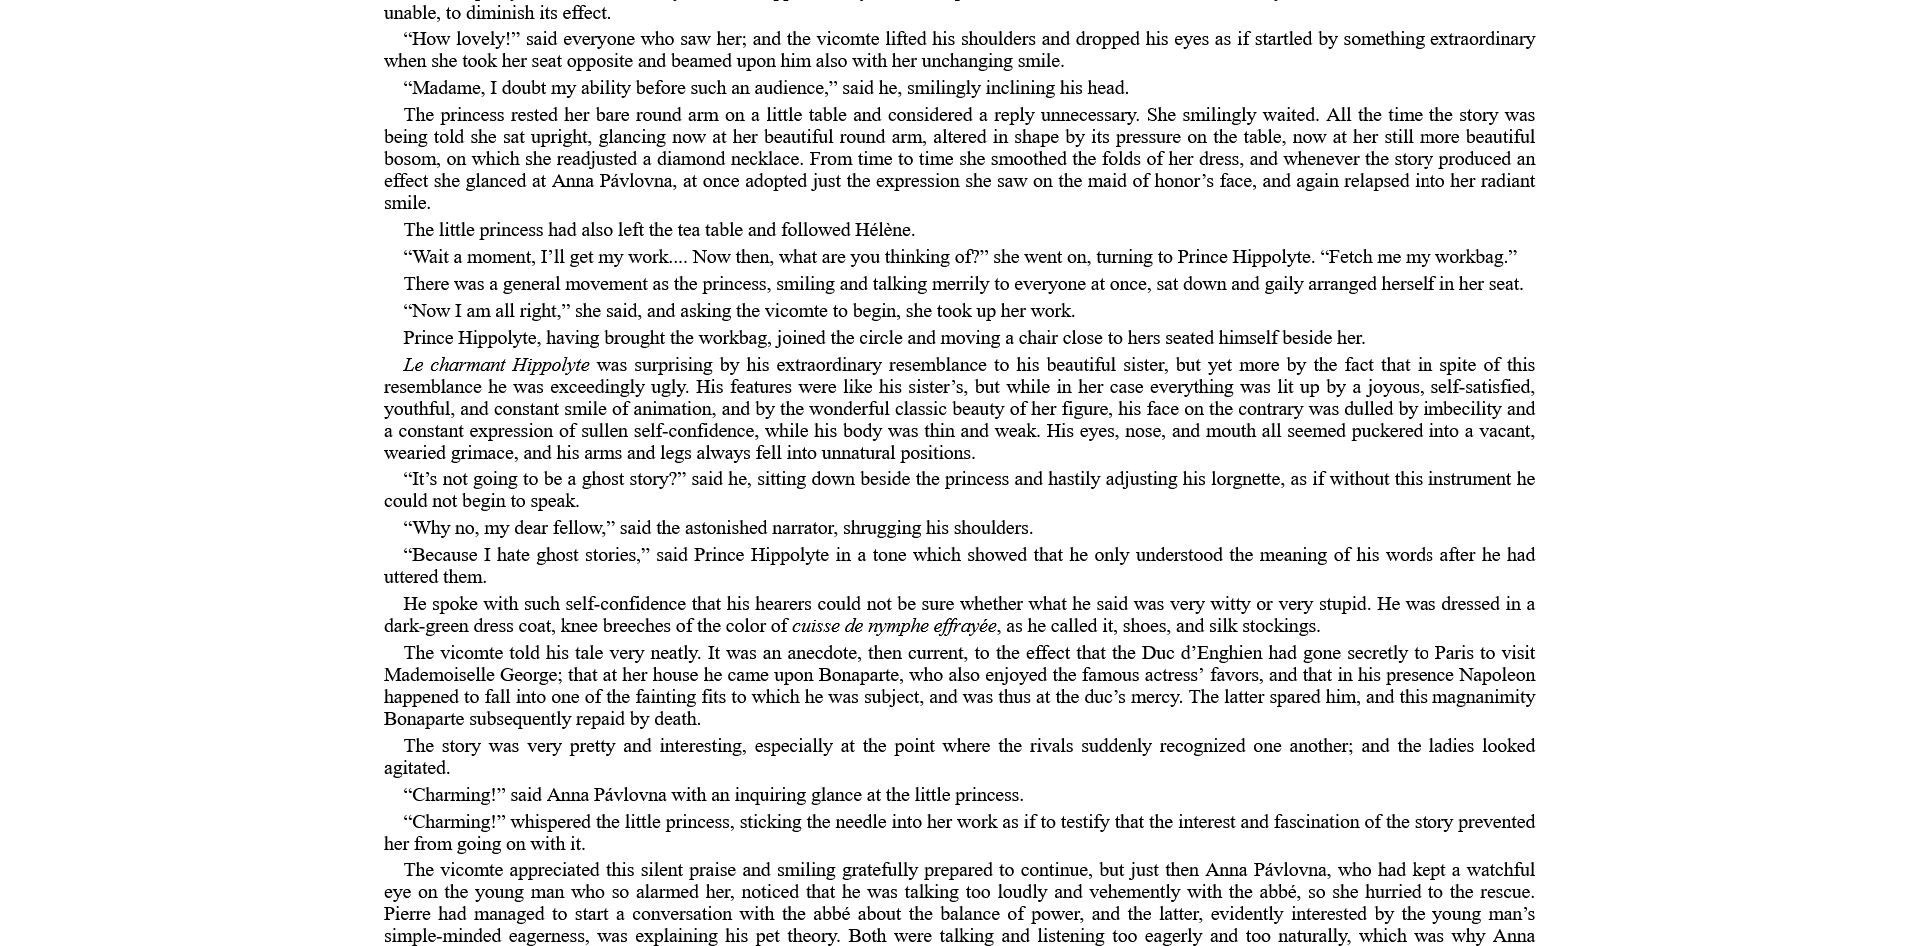 unable, to diminish its effect.
“How lovely!” said everyone who saw her; and the vicomte lifted his shoulders and dropped his eyes as if startled by something extraordinary
when she took her seat opposite and beamed upon him also with her unchanging smile.
“Madame, I doubt my ability before such an audience,” said he, smilingly inclining his head.
The princess rested her bare round arm on a little table and considered a reply unnecessary. She smilingly waited. All the time the story was
being told she sat upright, glancing now at her beautiful round arm, altered in shape by its pressure on the table, now at her still more beautiful
bosom, on which she readjusted a diamond necklace. From time to time she smoothed the folds of her dress, and whenever the story produced an
effect she glanced at Anna Pávlovna, at once adopted just the expression she saw on the maid of honor’s face, and again relapsed into her radiant
smile.
The little princess had also left the tea table and followed Hélène.
“Wait a moment, I’ll get my work.... Now then, what are you thinking of?” she went on, turning to Prince Hippolyte. “Fetch me my workbag.”
There was a general movement as the princess, smiling and talking merrily to everyone at once, sat down and gaily arranged herself in her seat.
“Now I am all right,” she said, and asking the vicomte to begin, she took up her work.
Prince Hippolyte, having brought the workbag, joined the circle and moving a chair close to hers seated himself beside her.
Le charmant Hippolyte was surprising by his extraordinary resemblance to his beautiful sister, but yet more by the fact that in spite of this
resemblance he was exceedingly ugly. His features were like his sister’s, but while in her case everything was lit up by a joyous, self-satisfied,
youthful, and constant smile of animation, and by the wonderful classic beauty of her figure, his face on the contrary was dulled by imbecility and
a constant expression of sullen self-confidence, while his body was thin and weak. His eyes, nose, and mouth all seemed puckered into a vacant,
wearied grimace, and his arms and legs always fell into unnatural positions.
“It’s not going to be a ghost story?” said he, sitting down beside the princess and hastily adjusting his lorgnette, as if without this instrument he
could not begin to speak.
“Why no, my dear fellow,” said the astonished narrator, shrugging his shoulders.
“Because I hate ghost stories,” said Prince Hippolyte in a tone which showed that he only understood the meaning of his words after he had
uttered them.
He spoke with such self-confidence that his hearers could not be sure whether what he said was very witty or very stupid. He was dressed in a
dark-green dress coat, knee breeches of the color of cuisse de nymphe effrayée, as he called it, shoes, and silk stockings.
The vicomte told his tale very neatly. It was an anecdote, then current, to the effect that the Duc d’Enghien had gone secretly to Paris to visit
Mademoiselle George; that at her house he came upon Bonaparte, who also enjoyed the famous actress’ favors, and that in his presence Napoleon
happened to fall into one of the fainting fits to which he was subject, and was thus at the duc’s mercy. The latter spared him, and this magnanimity
Bonaparte subsequently repaid by death.
The story was very pretty and interesting, especially at the point where the rivals suddenly recognized one another; and the ladies looked
agitated.
“Charming!” said Anna Pávlovna with an inquiring glance at the little princess.
“Charming!” whispered the little princess, sticking the needle into her work as if to testify that the interest and fascination of the story prevented
her from going on with it.
The vicomte appreciated this silent praise and smiling gratefully prepared to continue, but just then Anna Pávlovna, who had kept a watchful
eye on the young man who so alarmed her, noticed that he was talking too loudly and vehemently with the abbé, so she hurried to the rescue.
Pierre had managed to start a conversation with the abbé about the balance of power, and the latter, evidently interested by the young man’s
simple-minded eagerness, was explaining his pet theory. Both were talking and listening too eagerly and too naturally, which was why Anna